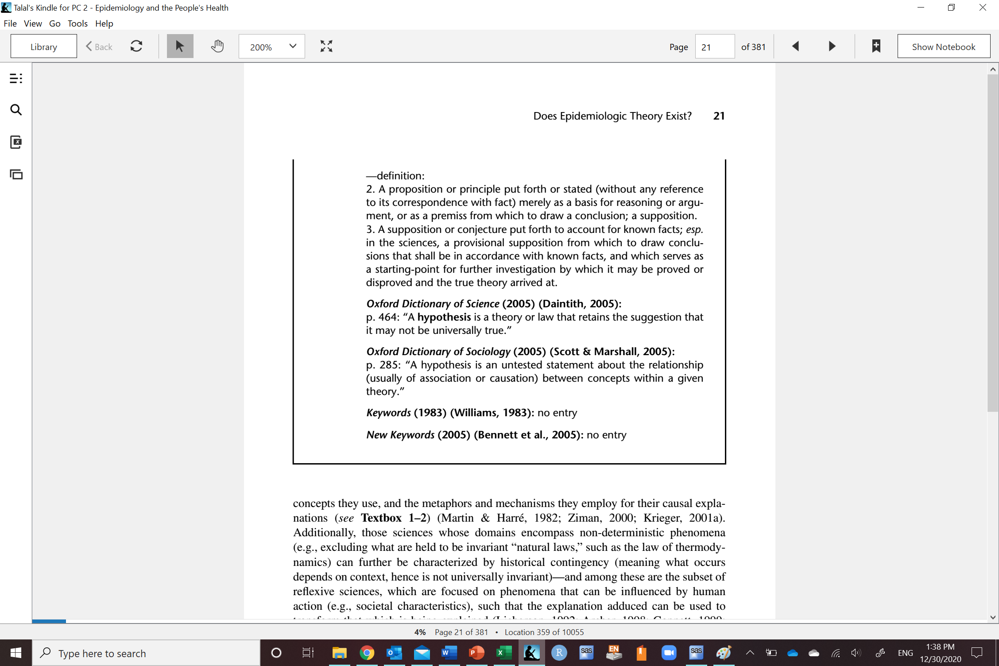 Talal's Kindle for PC 2 - Epidemiology and the People's Health
File View Go Tools Help
Library Back 200% Page 21 of 381 Show Notebook
Does Epidemiologic Theory Exist? 21
—definition:
2. A proposition or principle put forth or stated (without any reference
to its correspondence with fact) merely as a basis for reasoning or argu-
ment, or as a premiss from which to draw a conclusion; a supposition.
3. A supposition or conjecture put forth to account for known facts; esp.
in the sciences, a provisional supposition from which to draw conclu-
sions that shall be in accordance with known facts, and which serves as
a starting-point for further investigation by which it may be proved or
disproved and the true theory arrived at.
Oxford Dictionary of Science (2005) (Daintith, 2005):
p. 464: “A hypothesis is a theory or law that retains the suggestion that
it may not be universally true.”
Oxford Dictionary of Sociology (2005) (Scott & Marshall, 2005):
p. 285: “A hypothesis is an untested statement about the relationship
(usually of association or causation) between concepts within a given
theory.”
Keywords (1983) (Williams, 1983): no entry
New Keywords (2005) (Bennett et al., 2005): no entry
concepts they use, and the metaphors and mechanisms they employ for their causal expla-
nations (see Textbox 1–2) (Martin & Harré, 1982; Ziman, 2000; Krieger, 2001a).
Additionally, those sciences whose domains encompass non-deterministic phenomena
(e.g., excluding what are held to be invariant “natural laws,” such as the law of thermody-
namics) can further be characterized by historical contingency (meaning what occurs
depends on context, hence is not universally invariant)—and among these are the subset of
reflexive sciences, which are focused on phenomena that can be influenced by human
action (e.g., societal characteristics), such that the explanation adduced can be used to
4% Page 21 of 381 • Location 359 of 10055
Type here to search
R sas EN sas ENG
1:38 PM
12/30/2020